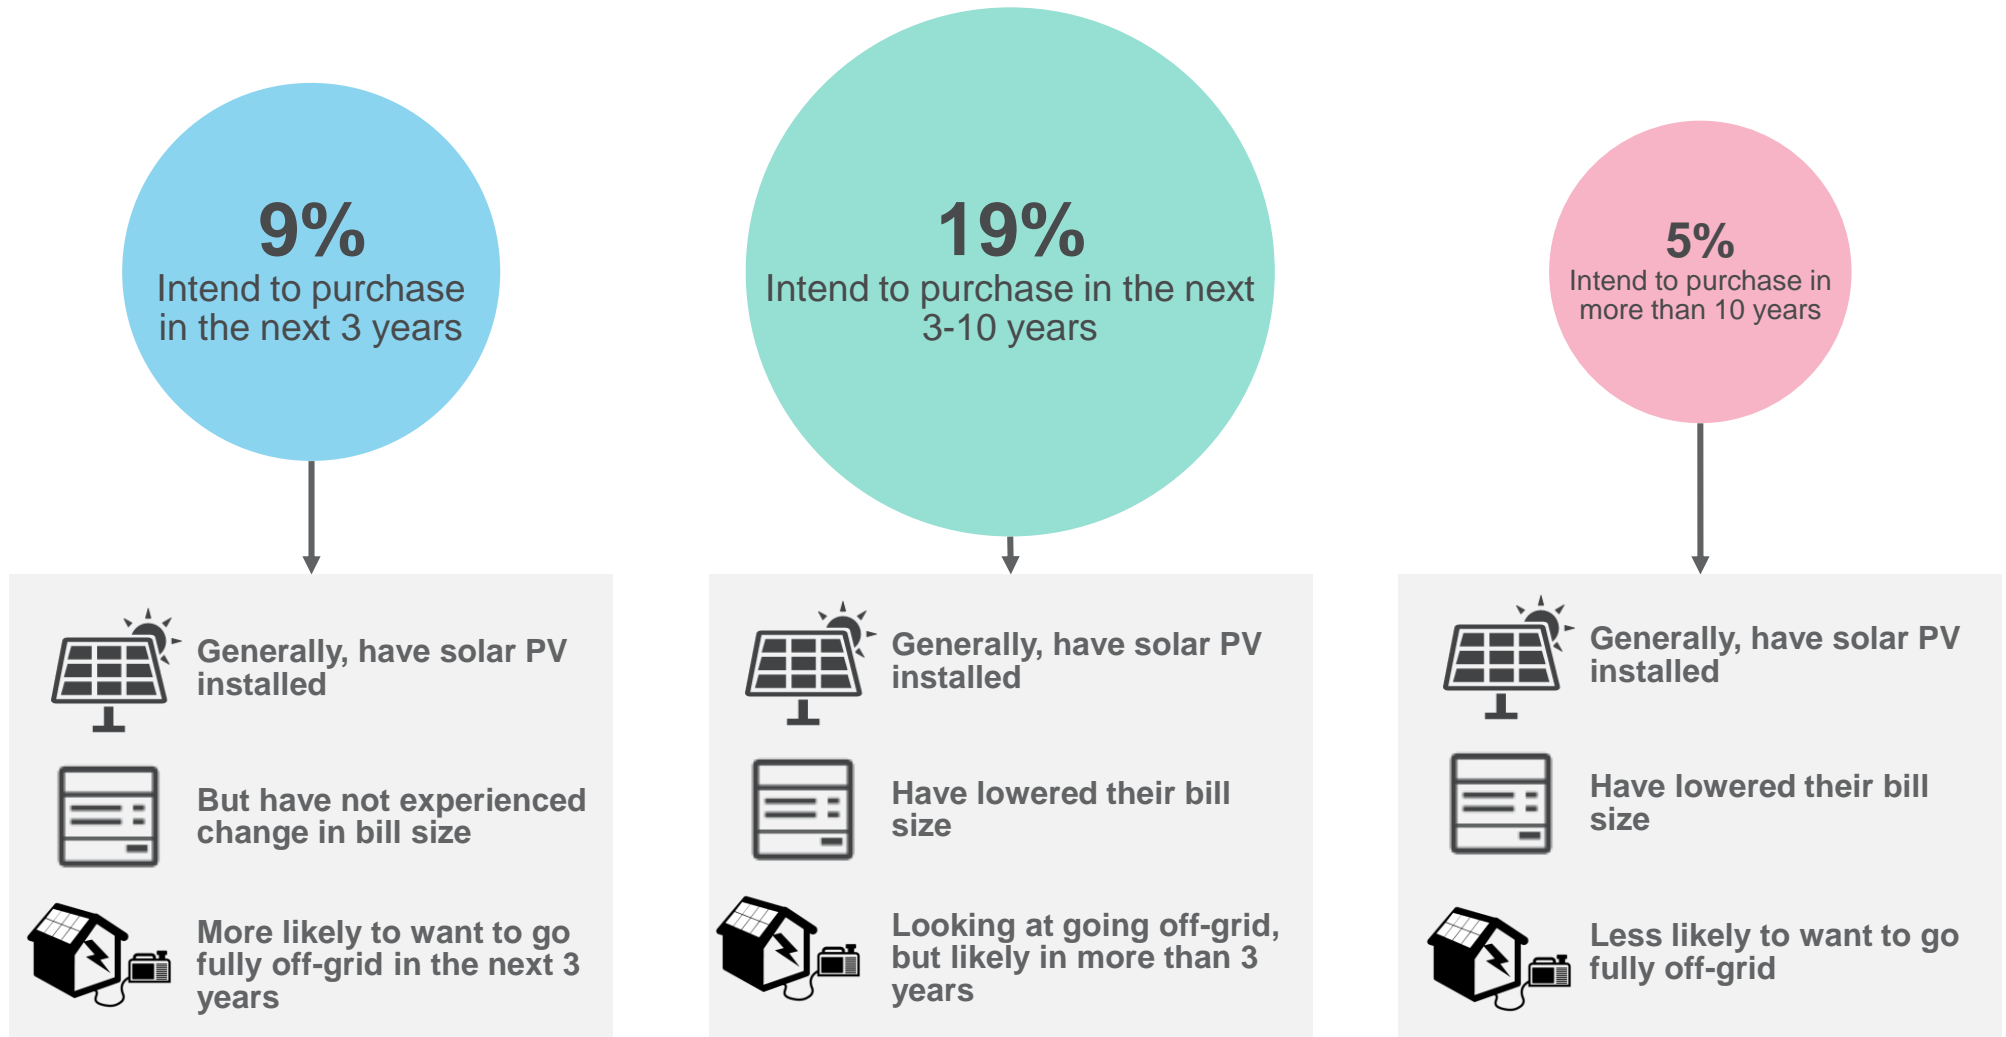 9%
Intend to purchase
in the next 3 years
19%
Intend to purchase in the next
3-10 years
5%
Intend to purchase in
more than 10 years
Generally, have solar PV
installed
But have not experienced
change in bill size
More likely to want to go
fully off-grid in the next 3
years
Generally, have solar PV
installed
Have lowered their bill
size
Looking at going off-grid,
but likely in more than 3
years
Generally, have solar PV
installed
Have lowered their bill
size
Less likely to want to go
fully off-grid